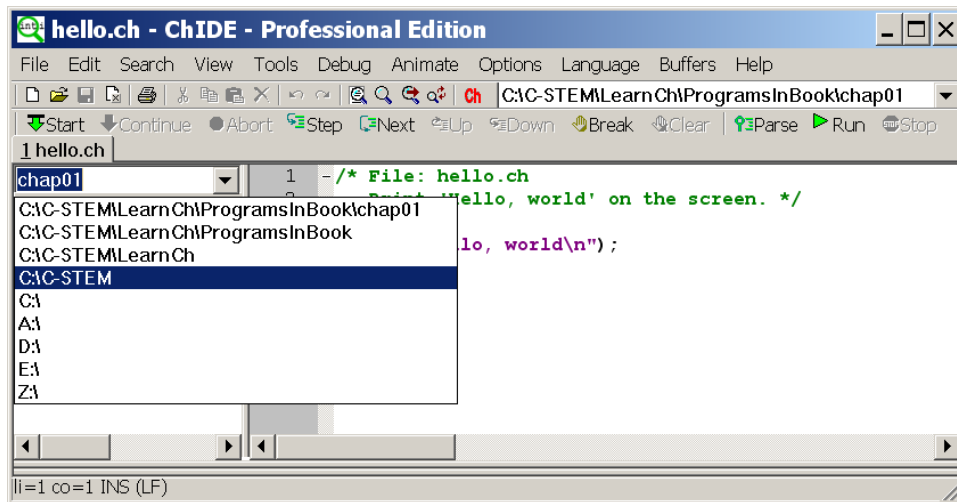 hello.ch - ChIDE - Professional Edition
File Edit Search View Tools Debug Animate Options Language Buffers Help
Ch C:\C-STEM\LearnCh\ProgramsInBook\chap01
Start Continue Abort Step Next Up Down Break Clear Parse Run Stop
1 hello.ch
chap01
1 -/* File: hello.ch
'Hello, world' on the screen. */
lo, world\n");
C:\C-STEM\LearnCh\ProgramsInBook\chap01
C:\C-STEM\LearnCh\ProgramsInBook
C:\C-STEM\LearnCh
C:\C-STEM
C:\
A:\
D:\
E:\
Z:\
li=1 co=1 INS (LF)